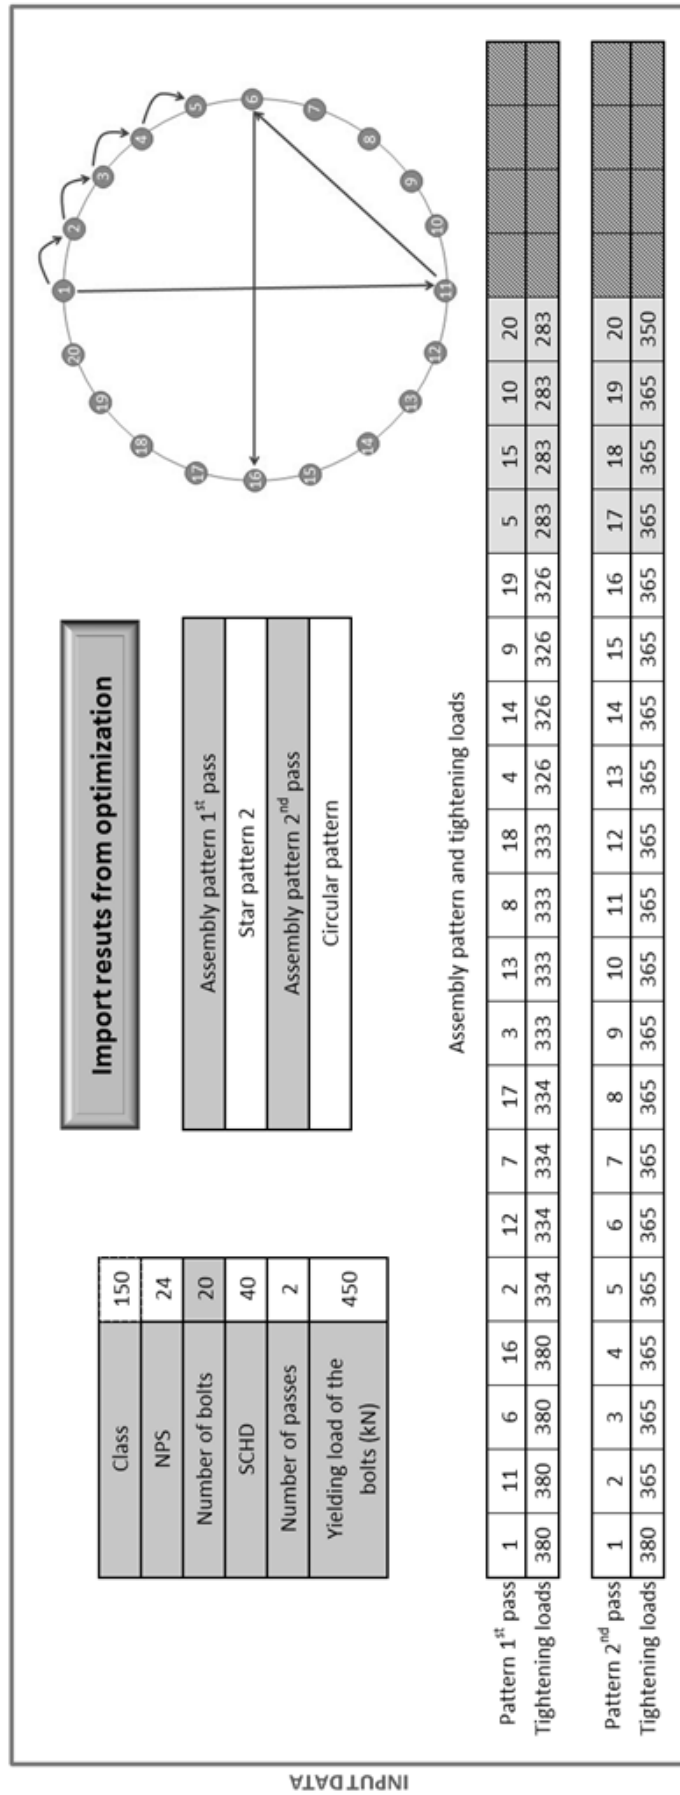 INPUT DATA
Class 150
NPS 24
Number of bolts 20
SCHD 40
Number of passes 2
Yielding load of the
bolts (kN) 450
Import resuts from optimization
Assembly pattern 1st pass
Star pattern 2
Assembly pattern 2nd pass
Circular pattern
1
2
3
4
5
6
7
8
9
10
11
12
13
14
15
16
17
18
19
20
Assembly pattern and tightening loads
Pattern 1st pass 1 11 6 16 2 12 7 17 3 13 8 18 4 14 9 19 5 15 10 20
Tightening loads 380 380 380 380 334 334 334 334 333 333 333 333 326 326 326 326 283 283 283 283
Pattern 2nd pass 1 2 3 4 5 6 7 8 9 10 11 12 13 14 15 16 17 18 19 20
Tightening loads 380 365 365 365 365 365 365 365 365 365 365 365 365 365 365 365 365 365 365 350